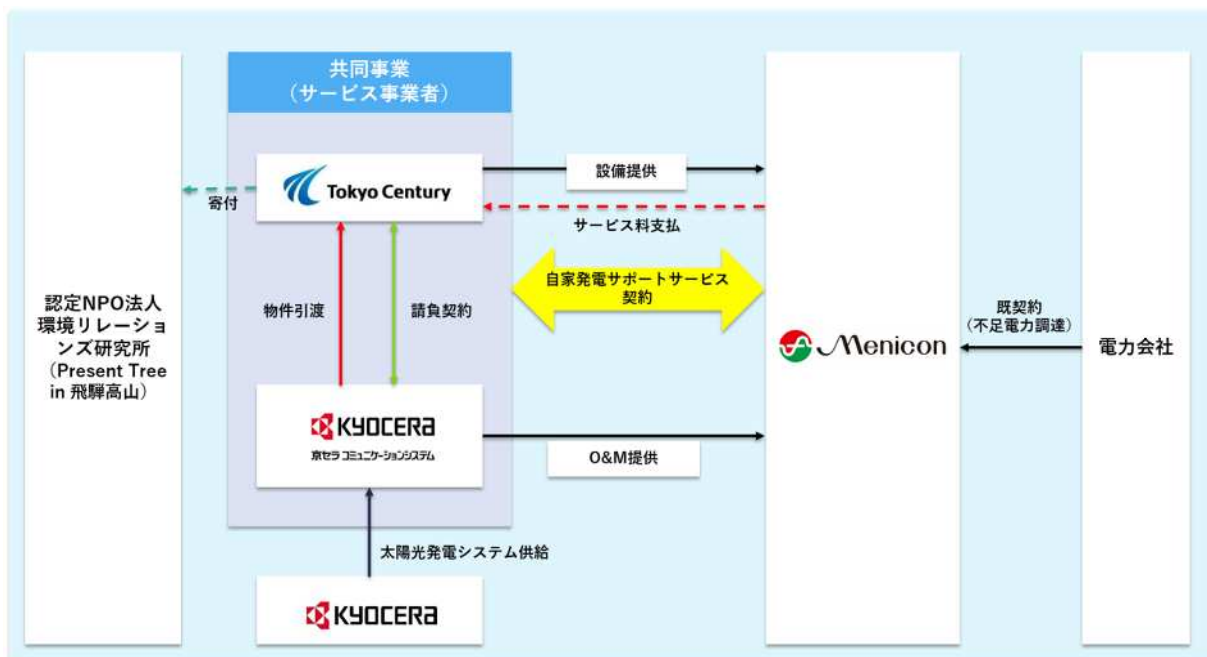 共同事業
（サービス事業者）
Tokyo Century
設備提供
寄付
サービス料支払
自家発電サポートサービス
契約
物件引渡
請負契約
認定NPO法人
環境リレーショ
ンズ研究所
（Present Tree
in 飛騨高山）
Menicon
既契約
（不足電力調達）
電力会社
KYOCERA
京セラ コミュニケーションシステム
O&M提供
太陽光発電システム供給
KYOCERA